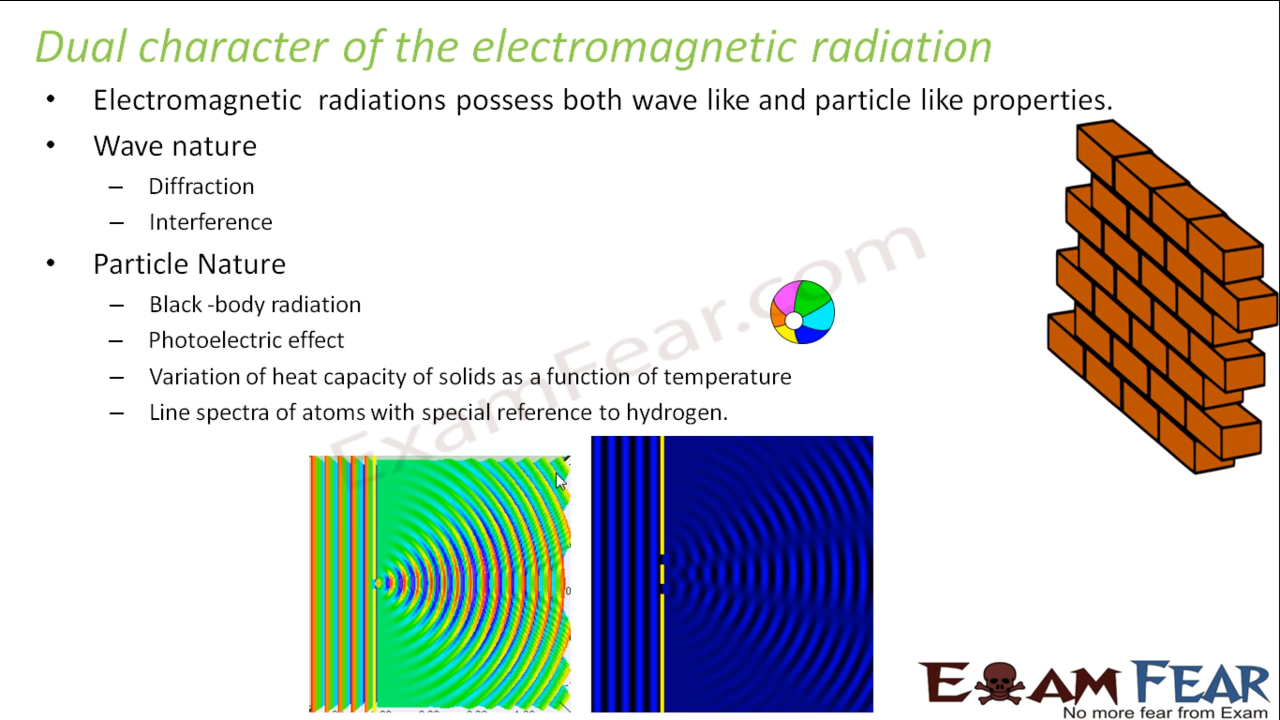 Dual character of the electromagnetic radiation
• Electromagnetic radiations possess both wave like and particle like properties.
• Wave nature
– Diffraction
– Interference
• Particle Nature
– Black -body radiation
– Photoelectric effect
– Variation of heat capacity of solids as a function of temperature
– Line spectra of atoms with special reference to hydrogen.
ExamFear.com
EXAM FEAR
No more fear from Exam